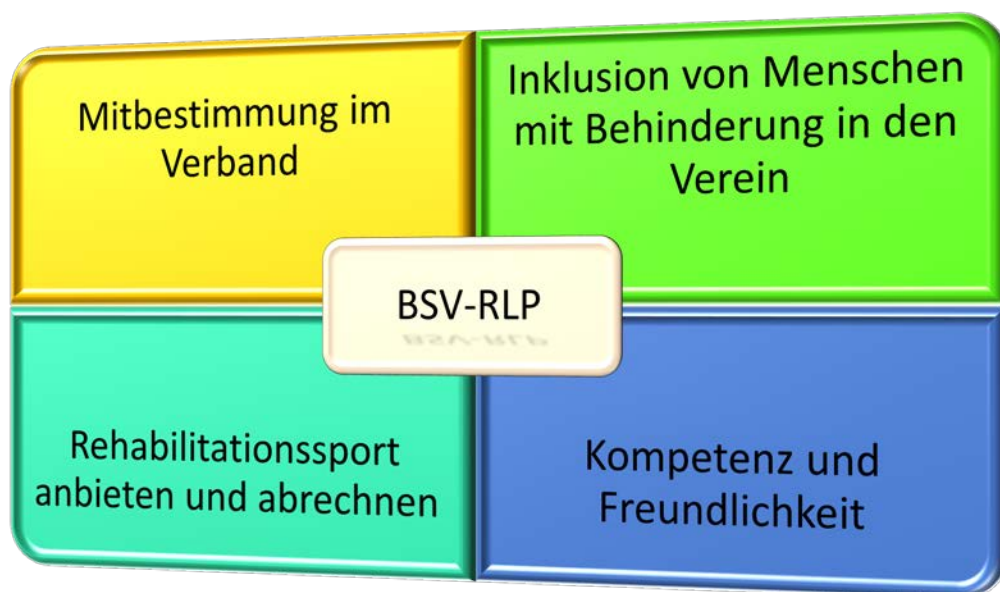 Mitbestimmung im
Verband
Inklusion von Menschen
mit Behinderung in den
Verein
BSV-RLP
Rehabilitationssport
anbieten und abrechnen
Kompetenz und
Freundlichkeit